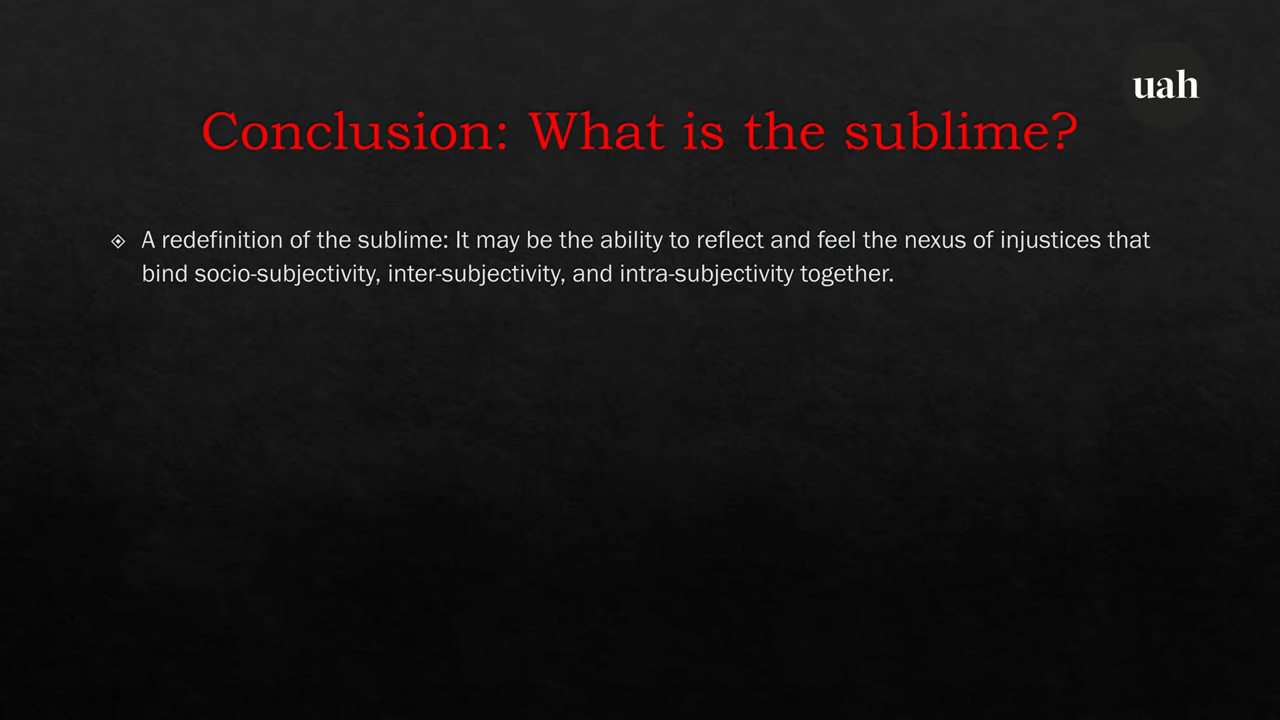 uah
Conclusion: What is the sublime?
A redefinition of the sublime: It may be the ability to reflect and feel the nexus of injustices that
bind socio-subjectivity, inter-subjectivity, and intra-subjectivity together.